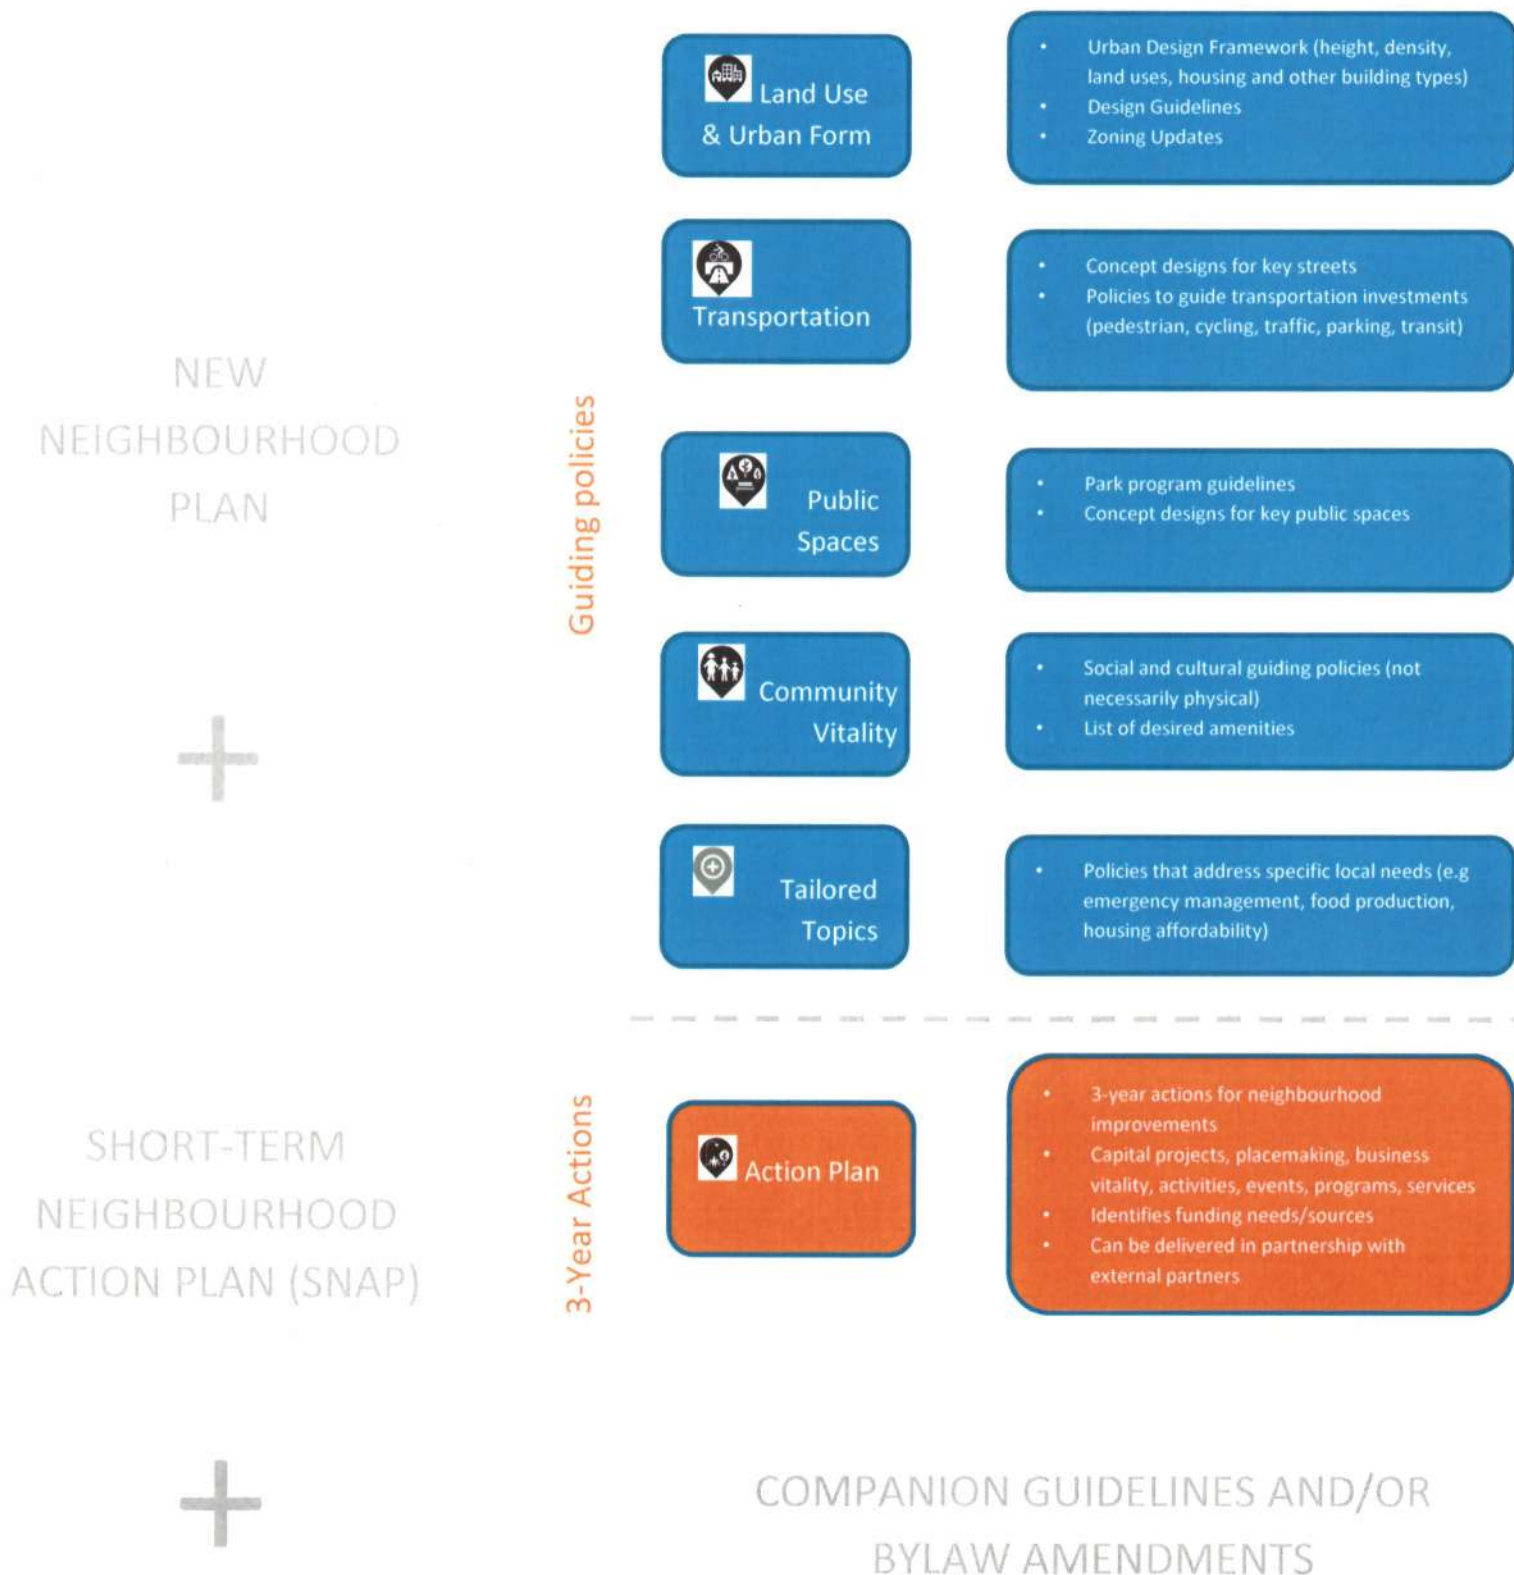 NEW
NEIGHBOURHOOD
PLAN
+
SHORT-TERM
NEIGHBOURHOOD
ACTION PLAN (SNAP)
+
Guiding policies
Land Use
& Urban Form
• Urban Design Framework (height, density,
land uses, housing and other building types)
• Design Guidelines
• Zoning Updates
Transportation
• Concept designs for key streets
• Policies to guide transportation investments
(pedestrian, cycling, traffic, parking, transit)
Public
Spaces
• Park program guidelines
• Concept designs for key public spaces
Community
Vitality
• Social and cultural guiding policies (not
necessarily physical)
• List of desired amenities
Tailored
Topics
• Policies that address specific local needs (e.g
emergency management, food production,
housing affordability)
3-Year Actions
Action Plan
• 3-year actions for neighbourhood
improvements
• Capital projects, placemaking, business
vitality, activities, events, programs, services
• Identifies funding needs/sources
• Can be delivered in partnership with
external partners
COMPANION GUIDELINES AND/OR
BYLAW AMENDMENTS